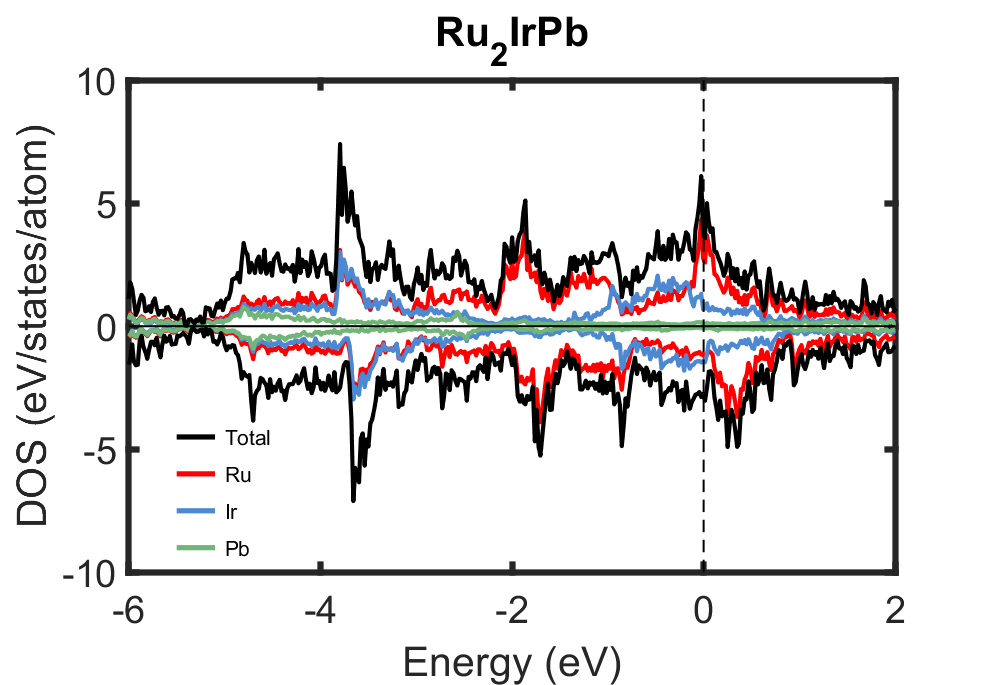 Ru₂IrPb
10
5
0
-5
-10
DOS (eV/states/atom)
Total
Ru
Ir
Pb
-6 -4 -2 0 2
Energy (eV)